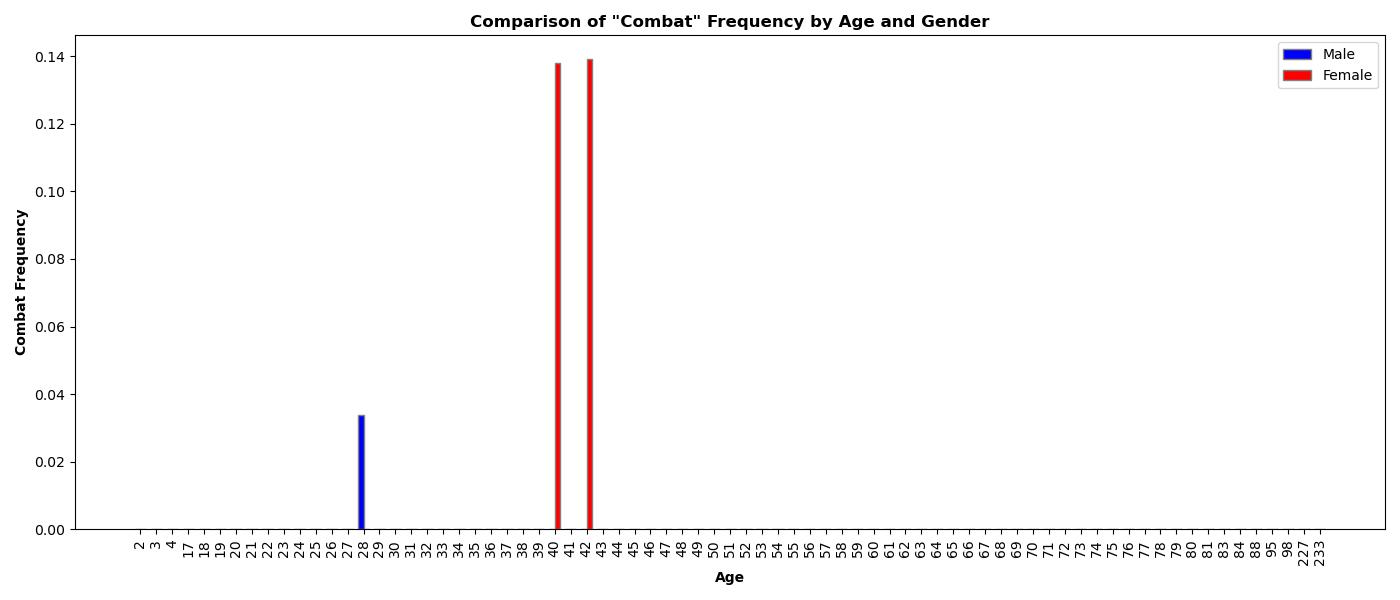 Comparison of "Combat" Frequency by Age and Gender
Male
Female
Combat Frequency
0.14
0.12
0.10
0.08
0.06
0.04
0.02
0.00
2 3 4 17 18 19 20 21 22 23 24 25 26 27 28 29 30 31 32 33 34 35 36 37 38 39 40 41 42 43 44 45 46 47 48 49 50 51 52 53 54 55 56 57 58 59 60 61 62 63 64 65 66 67 68 69 70 71 72 73 74 75 76 77 78 79 80 81 83 84 88 95 98 227 233
Age